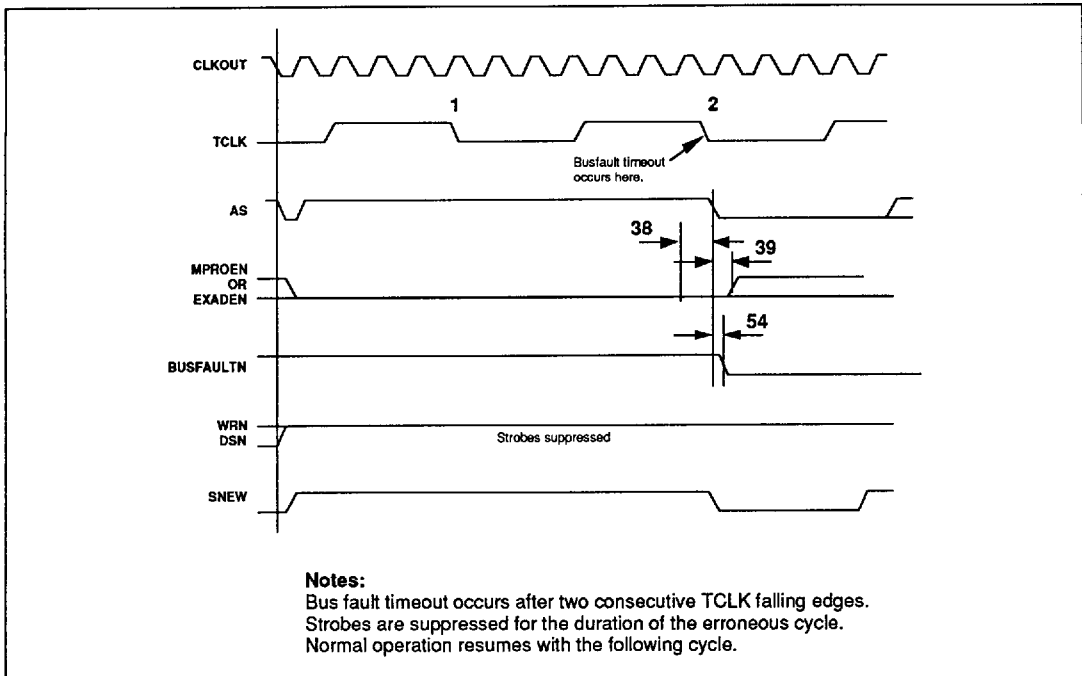 CLKOUT
1
2
TCLK
Busfault timeout
occurs here.
AS
38
39
MPROEN
OR
EXADEN
54
BUSFAULTN
WRN
DSN
Strobes suppressed
SNEW
Notes:
Bus fault timeout occurs after two consecutive TCLK falling edges.
Strobes are suppressed for the duration of the erroneous cycle.
Normal operation resumes with the following cycle.